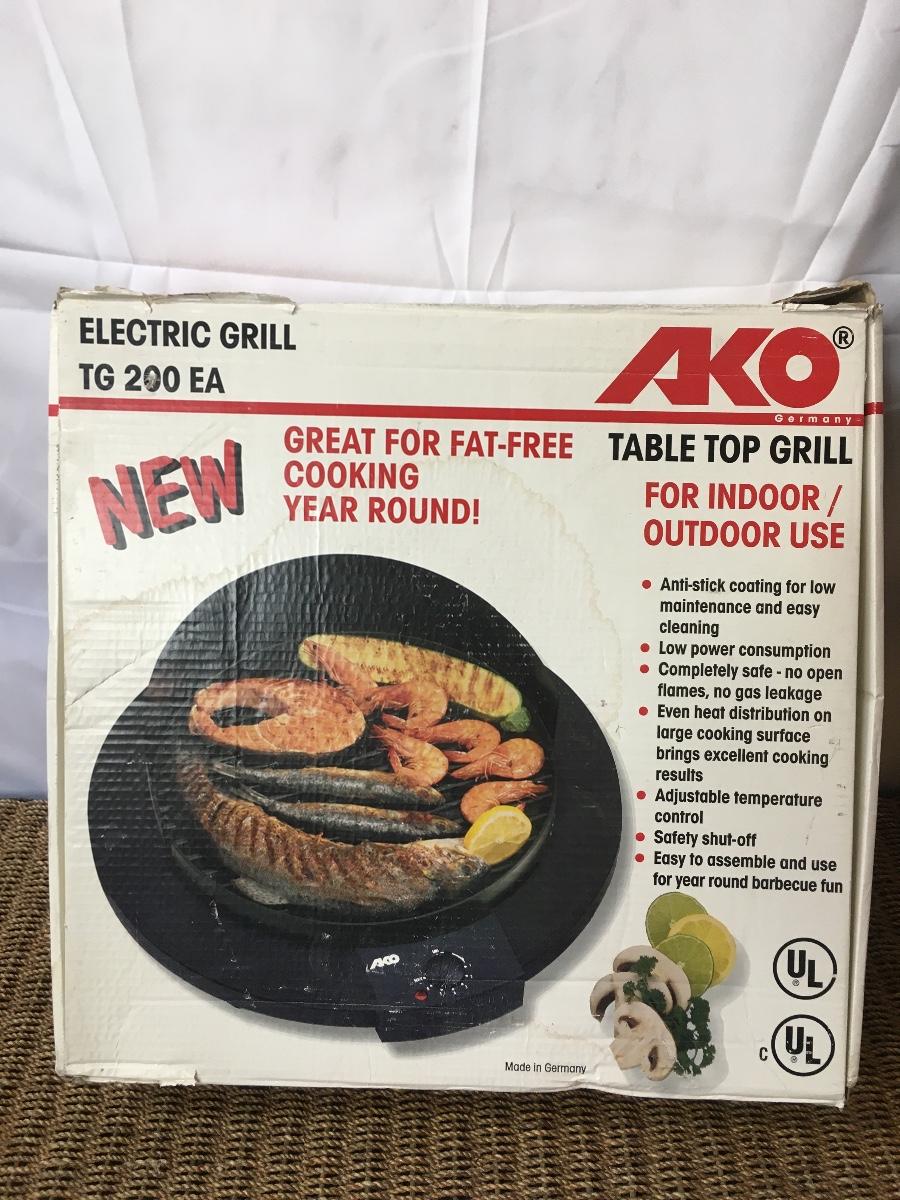 ELECTRIC GRILL
TG 200 EA
AKO®
Germany
NEW
GREAT FOR FAT-FREE
COOKING
YEAR ROUND!
TABLE TOP GRILL
FOR INDOOR /
OUTDOOR USE
• Anti-stick coating for low
maintenance and easy
cleaning
• Low power consumption
• Completely safe - no open
flames, no gas leakage
• Even heat distribution on
large cooking surface
brings excellent cooking
results
• Adjustable temperature
control
• Safety shut-off
• Easy to assemble and use
for year round barbecue fun
AKO
UL®
C UL®
Made in Germany